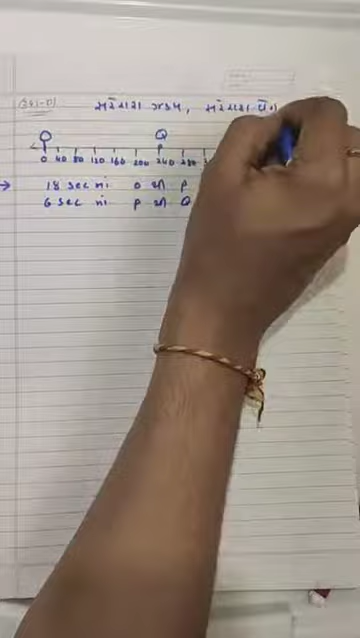 સરેરાશ ઝડપ, સરેરાશ વેગ
O Q
0 40 80 120 160 200 240 280
→ 18 sec માં O થી P
6 sec માં P થી Q